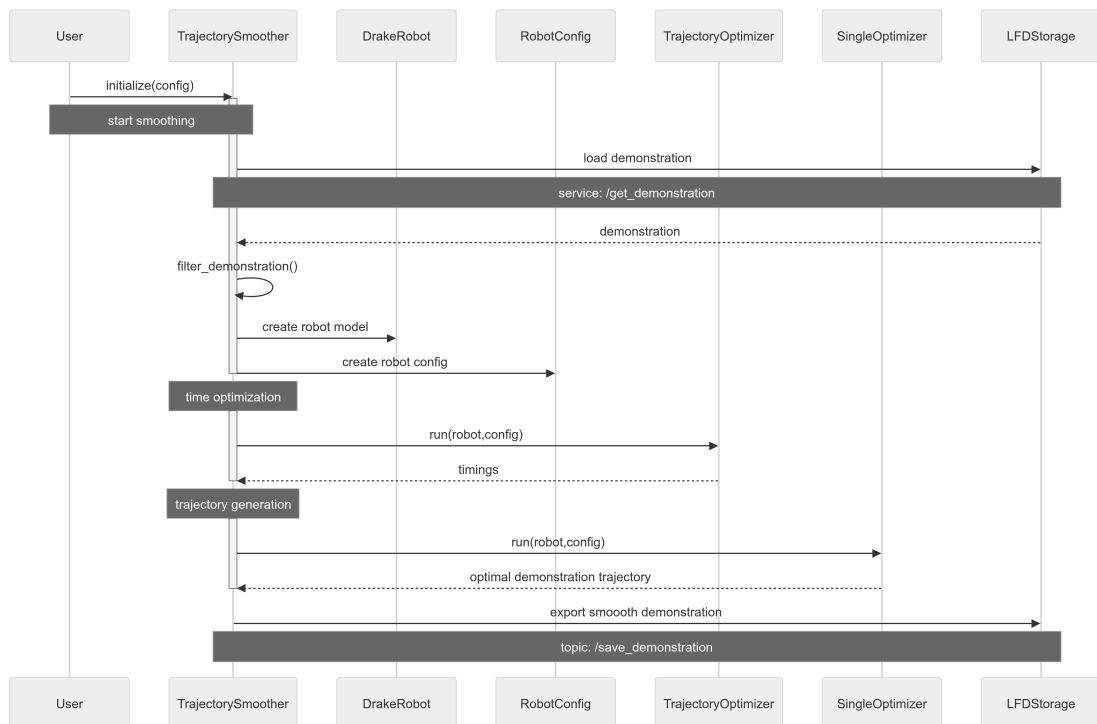 User TrajectorySmoother DrakeRobot RobotConfig TrajectoryOptimizer SingleOptimizer LFDStorage
initialize(config)
start smoothing
load demonstration
service: /get_demonstration
demonstration
filter_demonstration()
create robot model
create robot config
time optimization
run(robot,config)
timings
trajectory generation
run(robot,config)
optimal demonstration trajectory
export smoooth demonstration
topic: /save_demonstration
User TrajectorySmoother DrakeRobot RobotConfig TrajectoryOptimizer SingleOptimizer LFDStorage